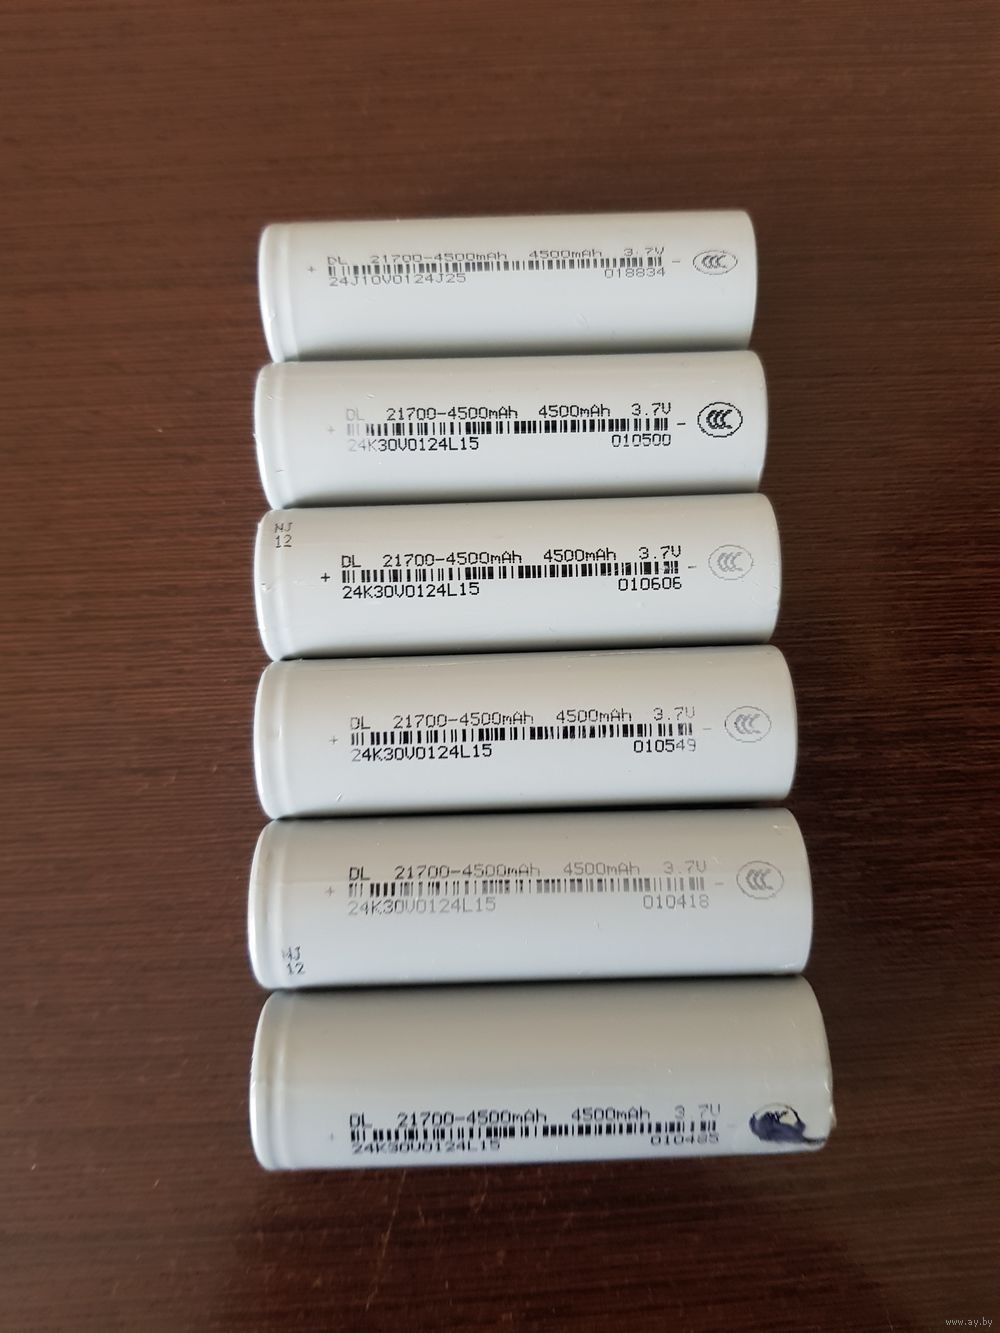 DL 21700-4500mAh 4500mAh 3.7V
+ -
24J10V0124J25 018834
DL 21700-4500mAh 4500mAh 3.7V
+ -
24K30V0124L15 010500
NJ
12
DL 21700-4500mAh 4500mAh 3.7V
+ -
24K30V0124L15 010606
DL 21700-4500mAh 4500mAh 3.7V
+ -
24K30V0124L15 010549
DL 21700-4500mAh 4500mAh 3.7V
+ -
24K30V0124L15 010418
NJ
12
DL 21700-4500mAh 4500mAh 3.7V
+
24K30V0124L15 010485
www.ay.by